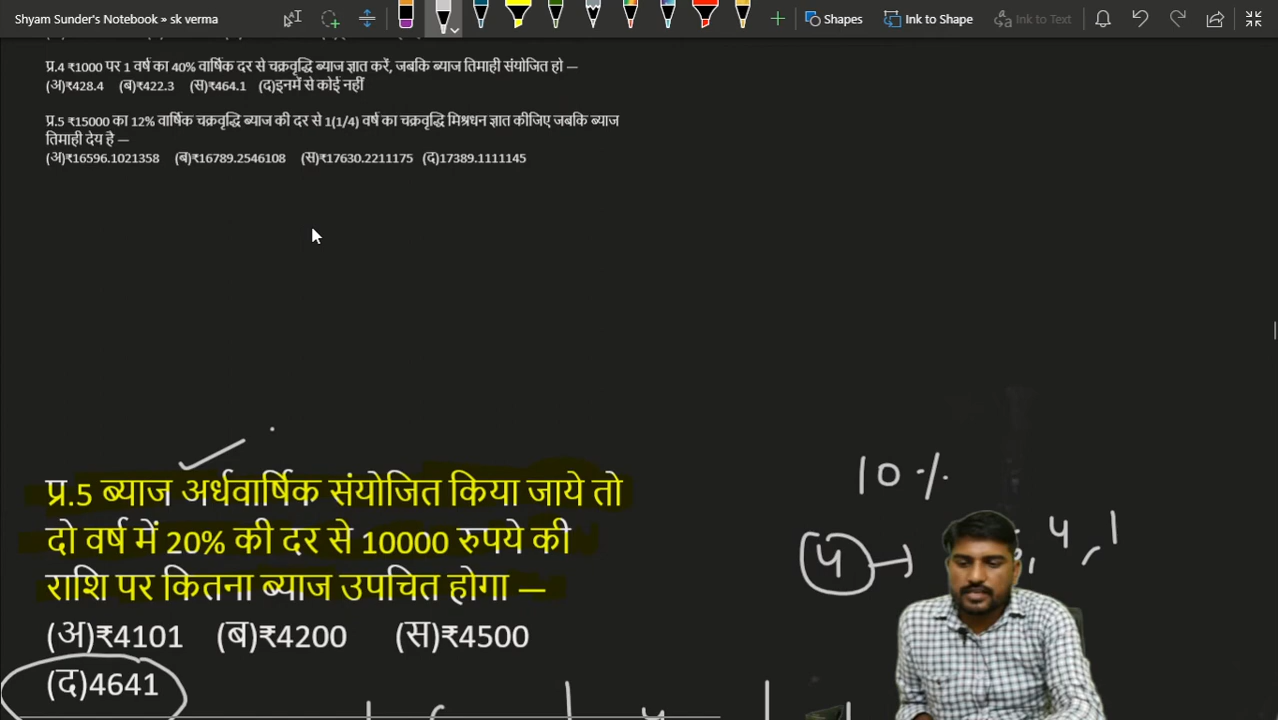 Shyam Sunder's Notebook » sk verma
Shapes
Ink to Shape
Ink to Text
प्र.4 ₹1000 पर 1 वर्ष का 40% वार्षिक दर से चक्रवृद्धि ब्याज ज्ञात करें, जबकि ब्याज तिमाही संयोजित हो —
(अ)₹428.4 (ब)₹422.3 (स)₹464.1 (द)इनमें से कोई नहीं
प्र.5 ₹15000 का 12% वार्षिक चक्रवृद्धि ब्याज की दर से 1(1/4) वर्ष का चक्रवृद्धि मिश्रधन ज्ञात कीजिए जबकि ब्याज
तिमाही देय है —
(अ)₹16596.1021358 (ब)₹16789.2546108 (स)₹17630.2211175 (द)17389.1111145
प्र.5 ब्याज अर्धवार्षिक संयोजित किया जाये तो
दो वर्ष में 20% की दर से 10000 रुपये की
राशि पर कितना ब्याज उपचित होगा —
(अ)₹4101 (ब)₹4200 (स)₹4500
(द)4641
10 %
4 → , 4, 1